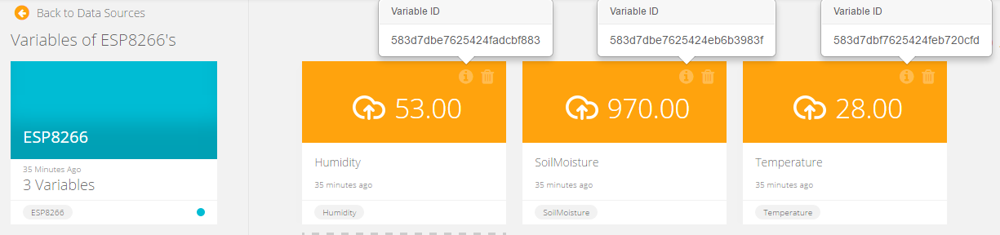 Back to Data Sources
Variables of ESP8266's
ESP8266
35 Minutes Ago
3 Variables
ESP8266
Variable ID
583d7dbe7625424fadcbf883
53.00
Humidity
35 minutes ago
Humidity
Variable ID
583d7dbe7625424eb6b3983f
970.00
SoilMoisture
35 minutes ago
SoilMoisture
Variable ID
583d7dbf7625424feb720cfd
28.00
Temperature
35 minutes ago
Temperature